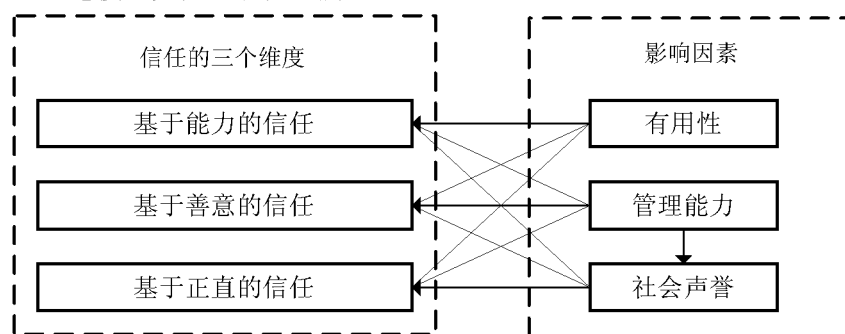 信任的三个维度
影响因素
基于能力的信任
有用性
基于善意的信任
管理能力
基于正直的信任
社会声誉